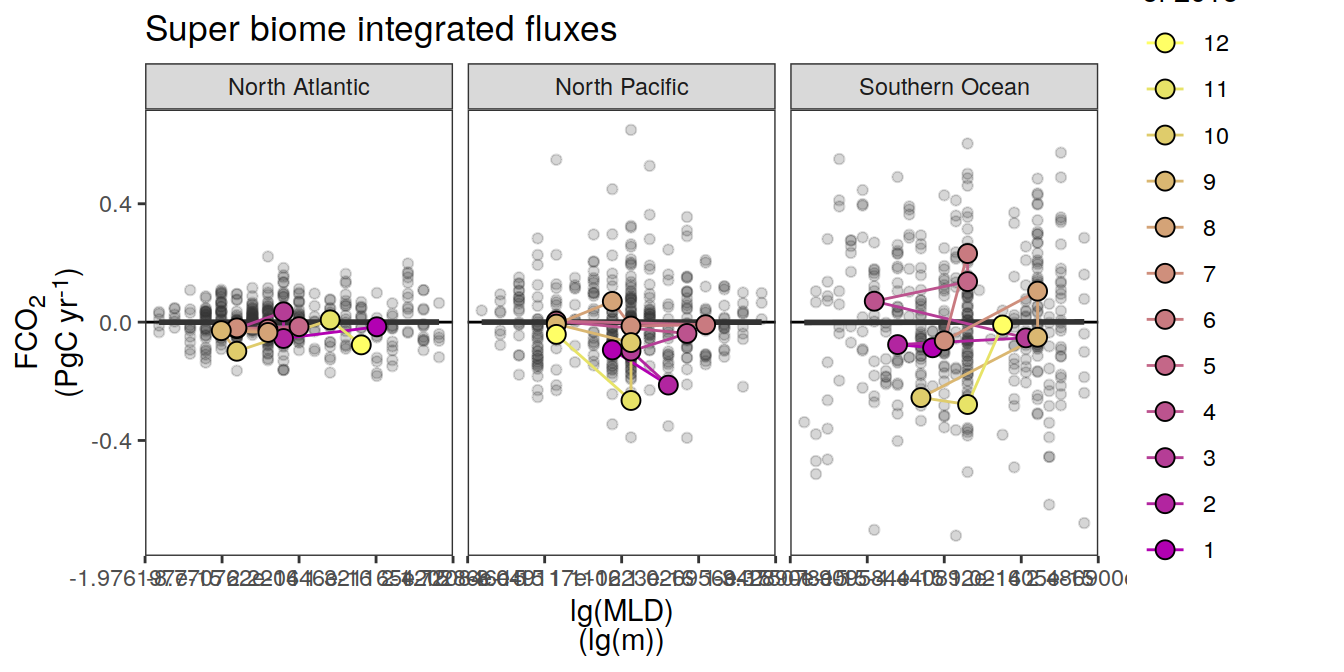 Super biome integrated fluxes
North Atlantic
North Pacific
Southern Ocean
0.4
0.0
-0.4
FCO2
(PgC yr-1)
lg(MLD)
(lg(m))
12
11
10
9
8
7
6
5
4
3
2
1